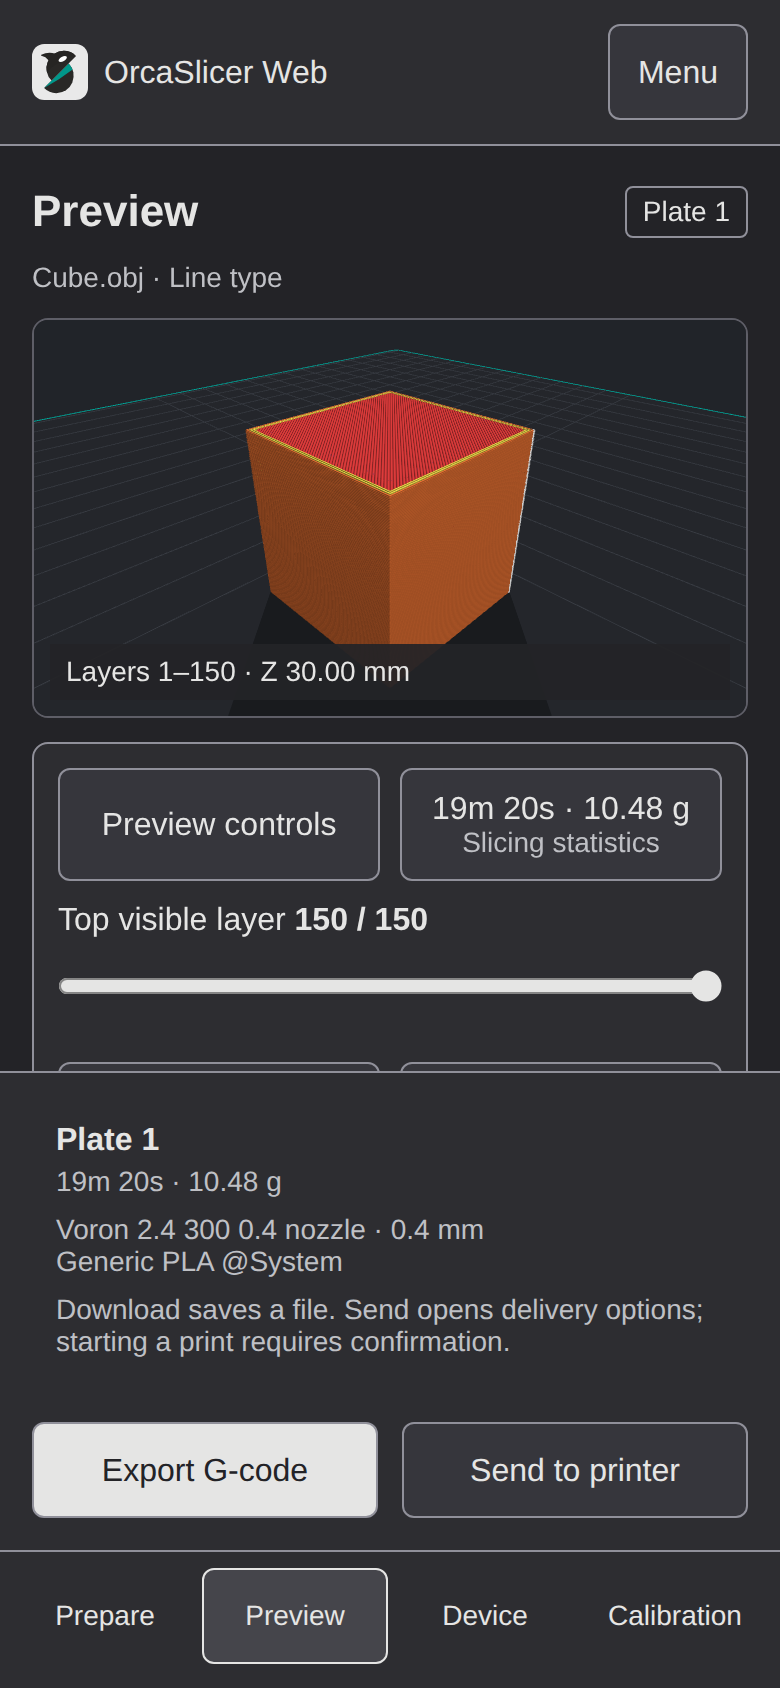 OrcaSlicer Web
Menu
Preview
Plate 1
Cube.obj · Line type
Layers 1–150 · Z 30.00 mm
Preview controls
19m 20s · 10.48 g
Slicing statistics
Top visible layer 150 / 150
Plate 1
19m 20s · 10.48 g
Voron 2.4 300 0.4 nozzle · 0.4 mm
Generic PLA @System
Download saves a file. Send opens delivery options;
starting a print requires confirmation.
Export G-code
Send to printer
Prepare
Preview
Device
Calibration